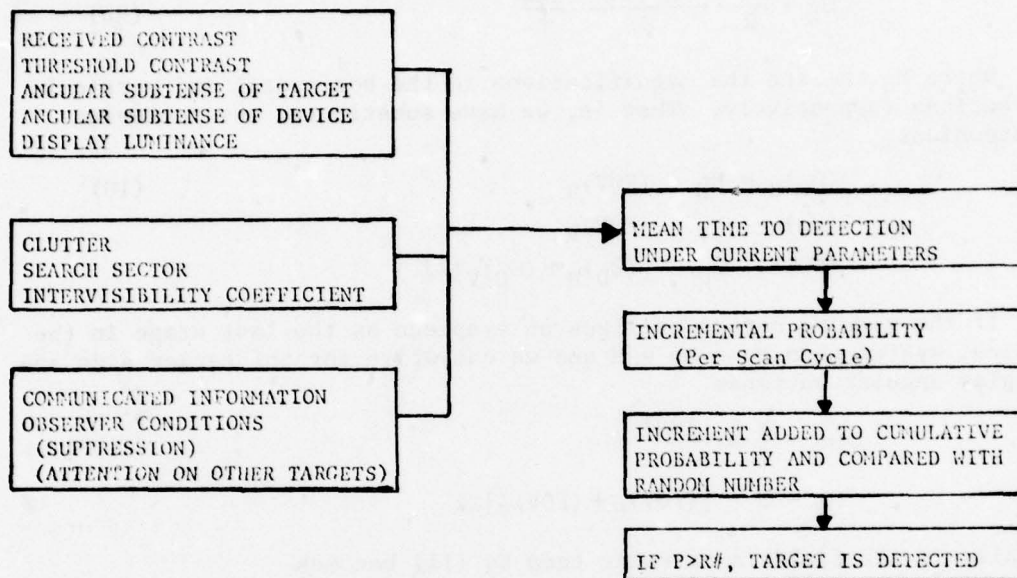 RECEIVED CONTRAST
THRESHOLD CONTRAST
ANGULAR SUBTENSE OF TARGET
ANGULAR SUBTENSE OF DEVICE
DISPLAY LUMINANCE
CLUTTER
SEARCH SECTOR
INTERVISIBILITY COEFFICIENT
COMMUNICATED INFORMATION
OBSERVER CONDITIONS
(SUPPRESSION)
(ATTENTION ON OTHER TARGETS)
MEAN TIME TO DETECTION
UNDER CURRENT PARAMETERS
INCREMENTAL PROBABILITY
(Per Scan Cycle)
INCREMENT ADDED TO CUMULATIVE
PROBABILITY AND COMPARED WITH
RANDOM NUMBER
IF P>R#, TARGET IS DETECTED